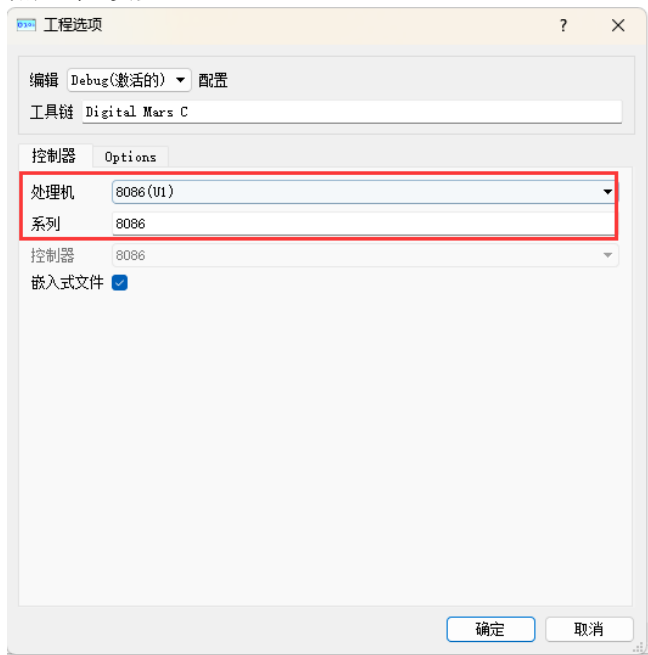 工程选项
编辑 Debug(激活的) 配置
工具链 Digital Mars C
控制器 Options
处理机 8086(U1)
系列 8086
控制器 8086
嵌入式文件
确定 取消